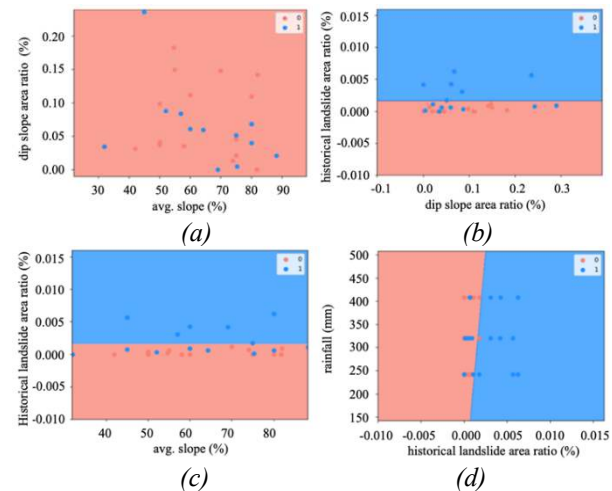 0
1
0.20
0.15
0.10
0.05
0.00
dip slope area ratio (%)
30 40 50 60 70 80 90
avg. slope (%)
(a)
0
1
0.015
0.010
0.005
0.000
-0.005
-0.010
historical landslide area ratio (%)
-0.1 0.0 0.1 0.2 0.3
dip slope area ratio (%)
(b)
0
1
0.015
0.010
0.005
0.000
-0.005
-0.010
Historical landslide area ratio (%)
40 50 60 70 80
avg. slope (%)
(c)
0
1
500
450
400
350
300
250
200
150
rainfall (mm)
-0.010 -0.005 0.000 0.005 0.010 0.015
historical landslide area ratio (%)
(d)